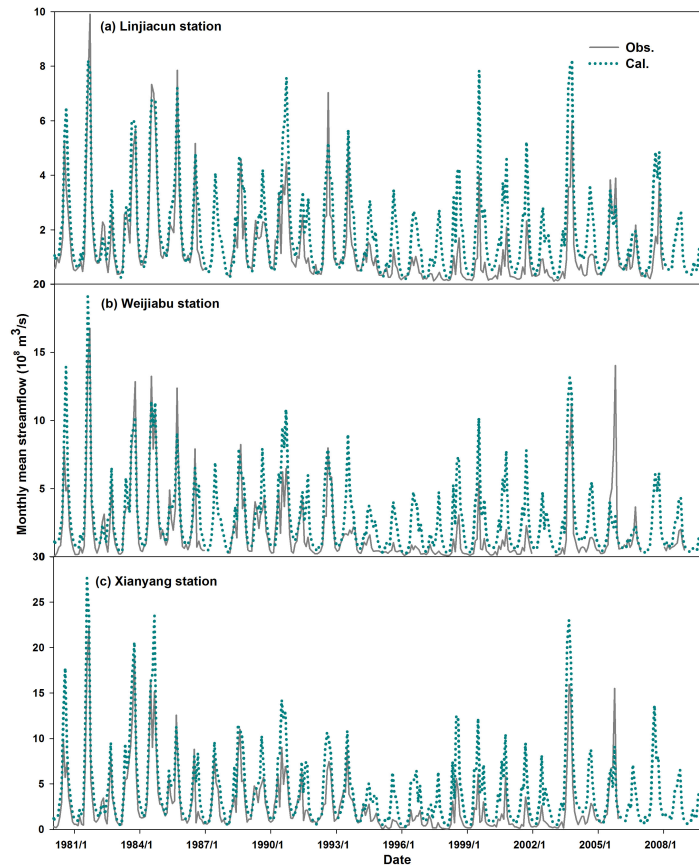 10
(a) Linjiacun station
Obs.
Cal.
8
6
4
2
20
(b) Weijiabu station
15
10
5
Monthly mean streamflow (10⁸ m³/s)
30
(c) Xianyang station
25
20
15
10
5
0
1981/1 1984/1 1987/1 1990/1 1993/1 1996/1 1999/1 2002/1 2005/1 2008/1
Date